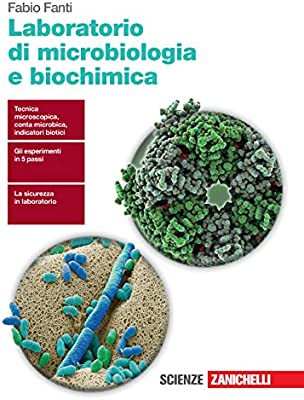 Fabio Fanti
Laboratorio
di microbiologia
e biochimica
Tecnica
microscopica,
conta microbica,
indicatori biotici
Gli esperimenti
in 5 passi
La sicurezza
in laboratorio
SCIENZE ZANICHELLI